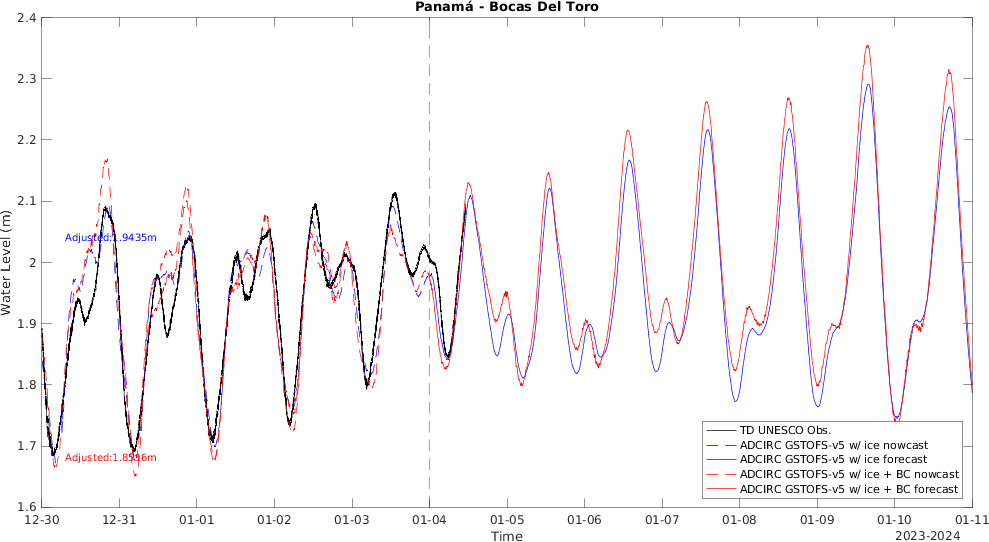 Panamá - Bocas Del Toro
Water Level (m)
2.4
2.3
2.2
2.1
2
1.9
1.8
1.7
1.6
Adjusted:1.9435m
Adjusted:1.8596m
TD UNESCO Obs.
ADCIRC GSTOFS-v5 w/ ice nowcast
ADCIRC GSTOFS-v5 w/ ice forecast
ADCIRC GSTOFS-v5 w/ ice + BC nowcast
ADCIRC GSTOFS-v5 w/ ice + BC forecast
12-30 12-31 01-01 01-02 01-03 01-04 01-05 01-06 01-07 01-08 01-09 01-10 01-11
Time
2023-2024